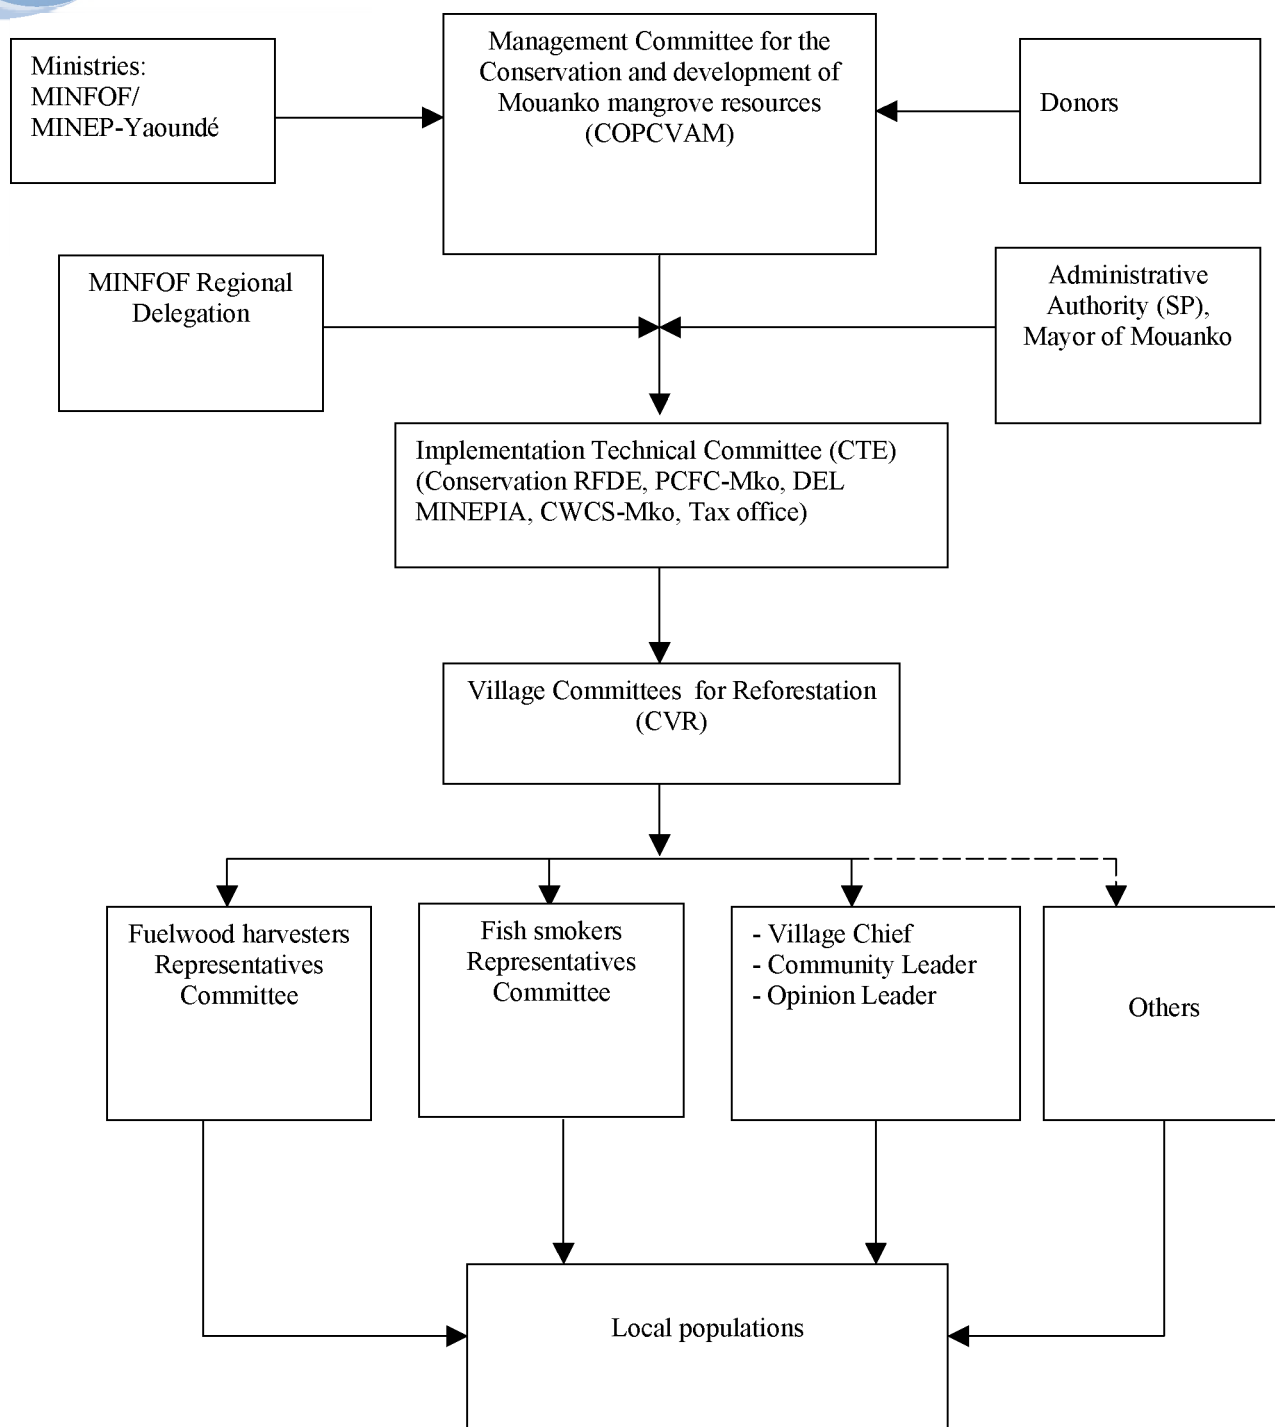 Ministries:
MINFOF/
MINEP-Yaoundé
Management Committee for the
Conservation and development of
Mouanko mangrove resources
(COPCVAM)
Donors
MINFOF Regional
Delegation
Administrative
Authority (SP),
Mayor of Mouanko
Implementation Technical Committee (CTE)
(Conservation RFDE, PCFC-Mko, DEL
MINEPIA, CWCS-Mko, Tax office)
Village Committees for Reforestation
(CVR)
Fuelwood harvesters
Representatives
Committee
Fish smokers
Representatives
Committee
- Village Chief
- Community Leader
- Opinion Leader
Others
Local populations